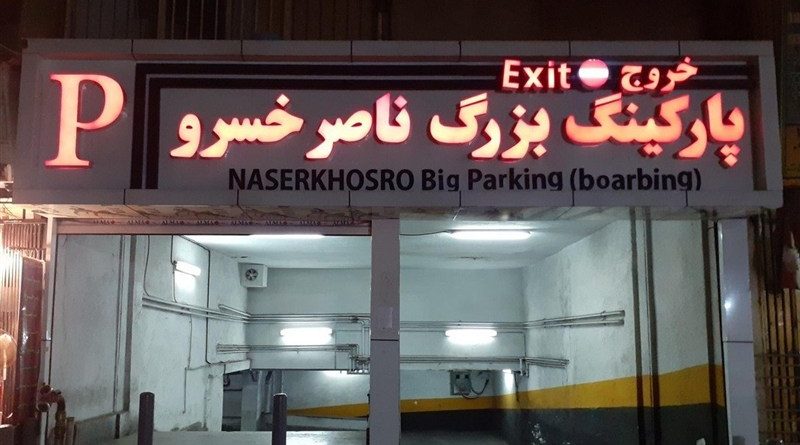 Exit خروج
P
پارکینگ بزرگ ناصر خسرو
NASERKHOSRO Big Parking (boarbing)